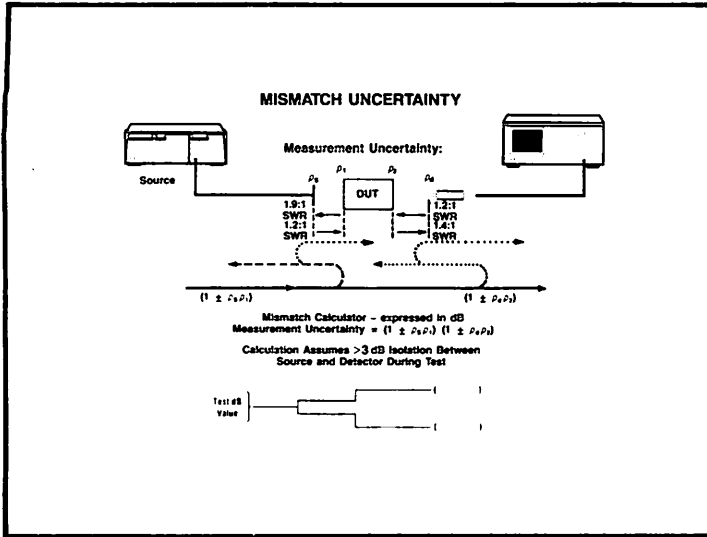 MISMATCH UNCERTAINTY
Measurement Uncertainty:
Source
ρs ρ1 ρ2 ρd
DUT
1.9:1 SWR
1.2:1 SWR
1.2:1
1.4:1 SWR
(1 ± ρsρ1) (1 ± ρdρ2)
Mismatch Calculator – expressed in dB
Measurement Uncertainty = (1 ± ρsρ1) (1 ± ρdρ2)
Calculation Assumes >3 dB Isolation Between
Source and Detector During Test
Test dB
Value
( )
( )